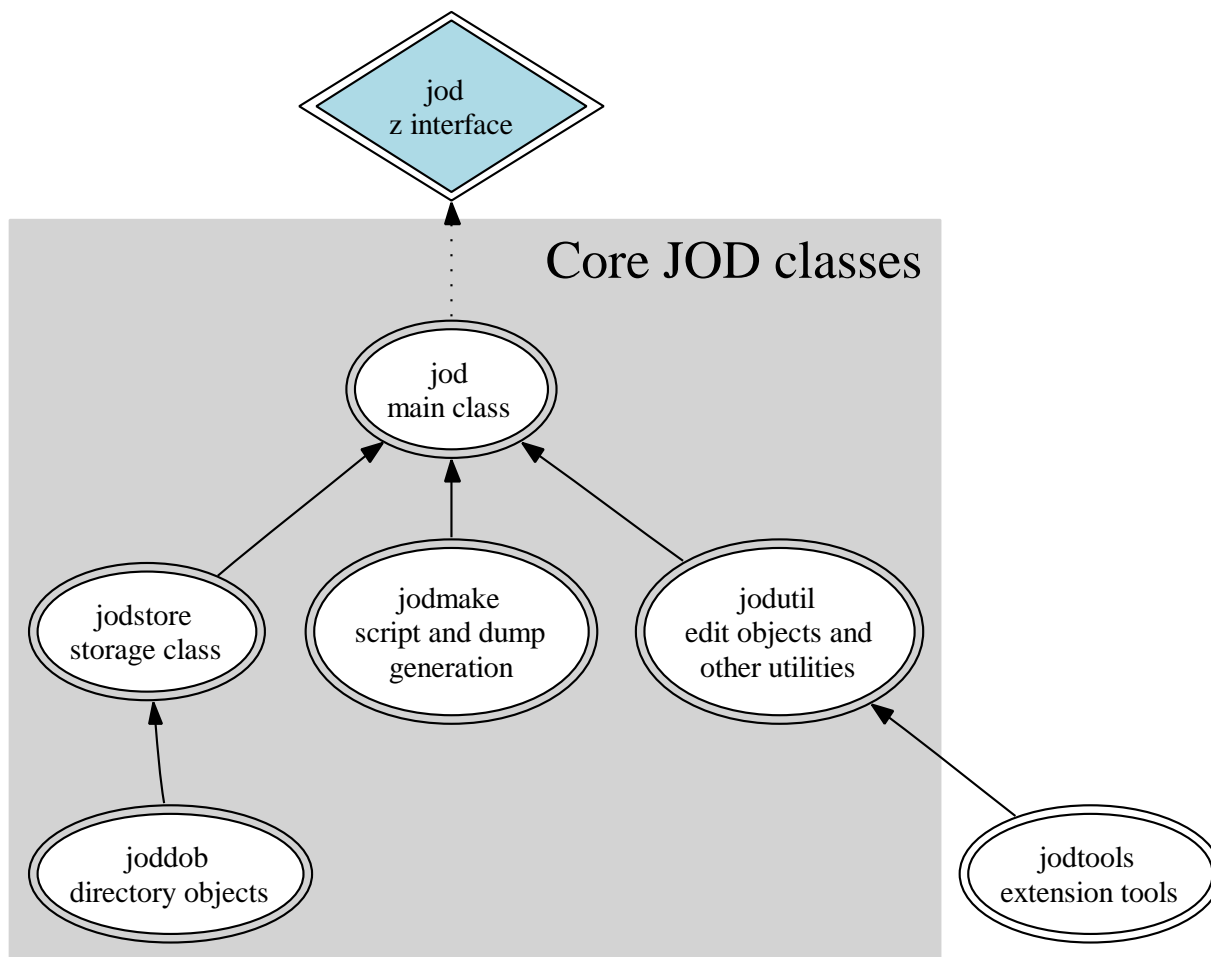 jod
z interface
Core JOD classes
jod
main class
jodstore
storage class
jodmake
script and dump
generation
jodutil
edit objects and
other utilities
joddob
directory objects
jodtools
extension tools